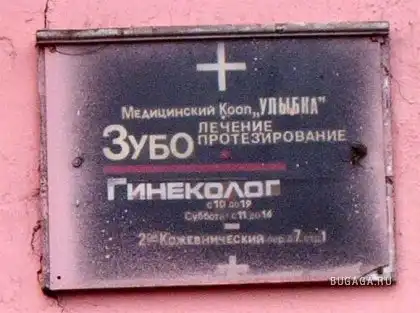 Медицинский Кооп. „УЛЫБКА"
ЗУБО ЛЕЧЕНИЕ
ПРОТЕЗИРОВАНИЕ
ГИНЕКОЛОГ
с 10 до 19
Суббота с 11 до 16
2ой Кожевнический пер. д 7. стр 1
BUGAGA.RU